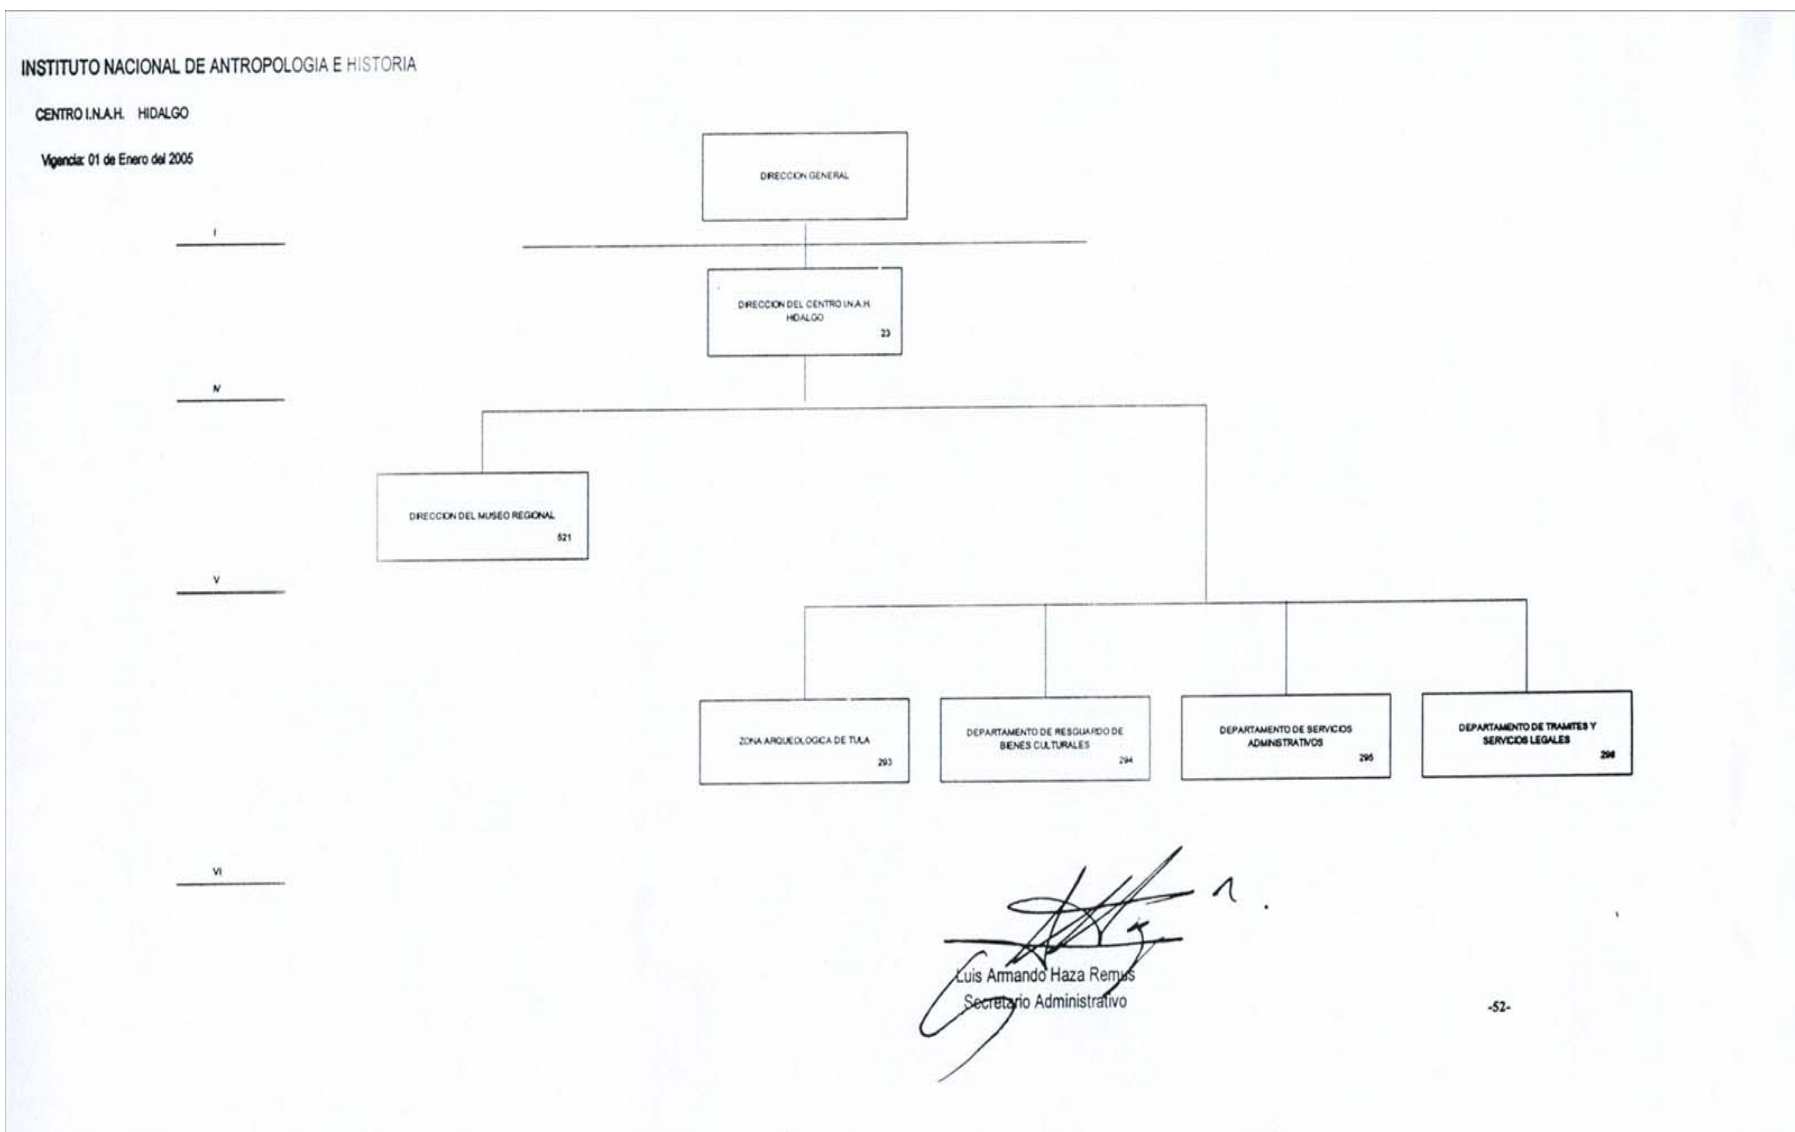 INSTITUTO NACIONAL DE ANTROPOLOGIA E HISTORIA
CENTRO I.N.A.H. HIDALGO
Vigencia: 01 de Enero del 2005
DIRECCION GENERAL
I
DIRECCION DEL CENTRO I.N.A.H.
HIDALGO
23
IV
DIRECCION DEL MUSEO REGIONAL
521
V
ZONA ARQUEOLOGICA DE TULA
293
DEPARTAMENTO DE RESGUARDO DE
BIENES CULTURALES
294
DEPARTAMENTO DE SERVICIOS
ADMINISTRATIVOS
295
DEPARTAMENTO DE TRAMITES Y
SERVICIOS LEGALES
296
VI
Luis Armando Haza Remus
Secretario Administrativo
-52-